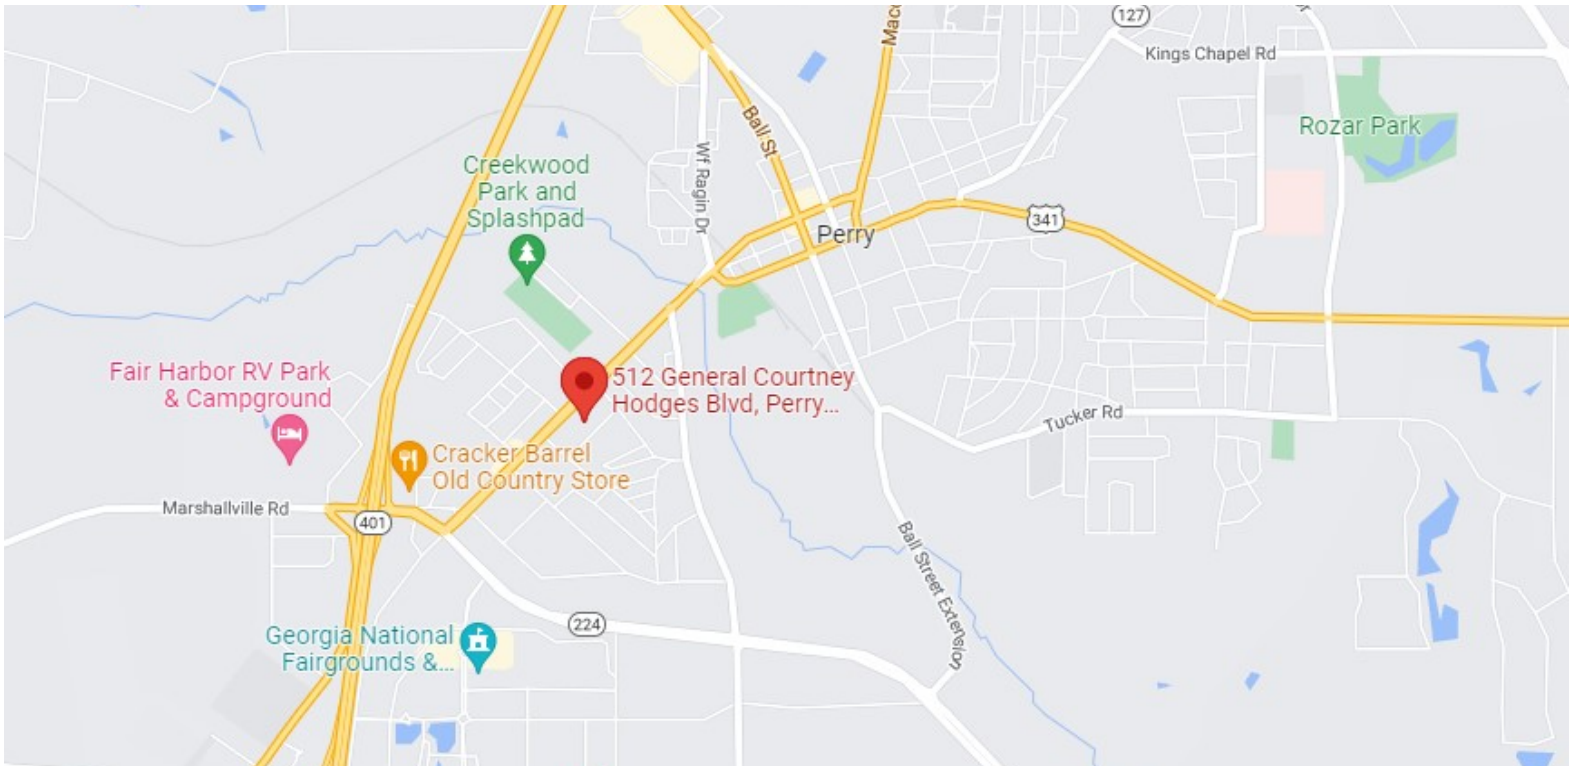 127
Kings Chapel Rd
Ball St
Rozar Park
Wf Ragin Dr
Creekwood
Park and
Splashpad
341
Perry
Fair Harbor RV Park
& Campground
512 General Courtney
Hodges Blvd, Perry...
Tucker Rd
Cracker Barrel
Old Country Store
Marshallville Rd
401
Ball Street Extension
224
Georgia National
Fairgrounds &...